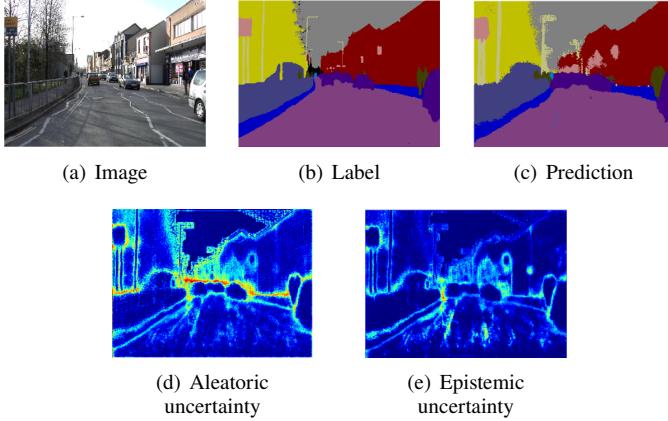 (a) Image
(b) Label
(c) Prediction
(d) Aleatoric
uncertainty
(e) Epistemic
uncertainty